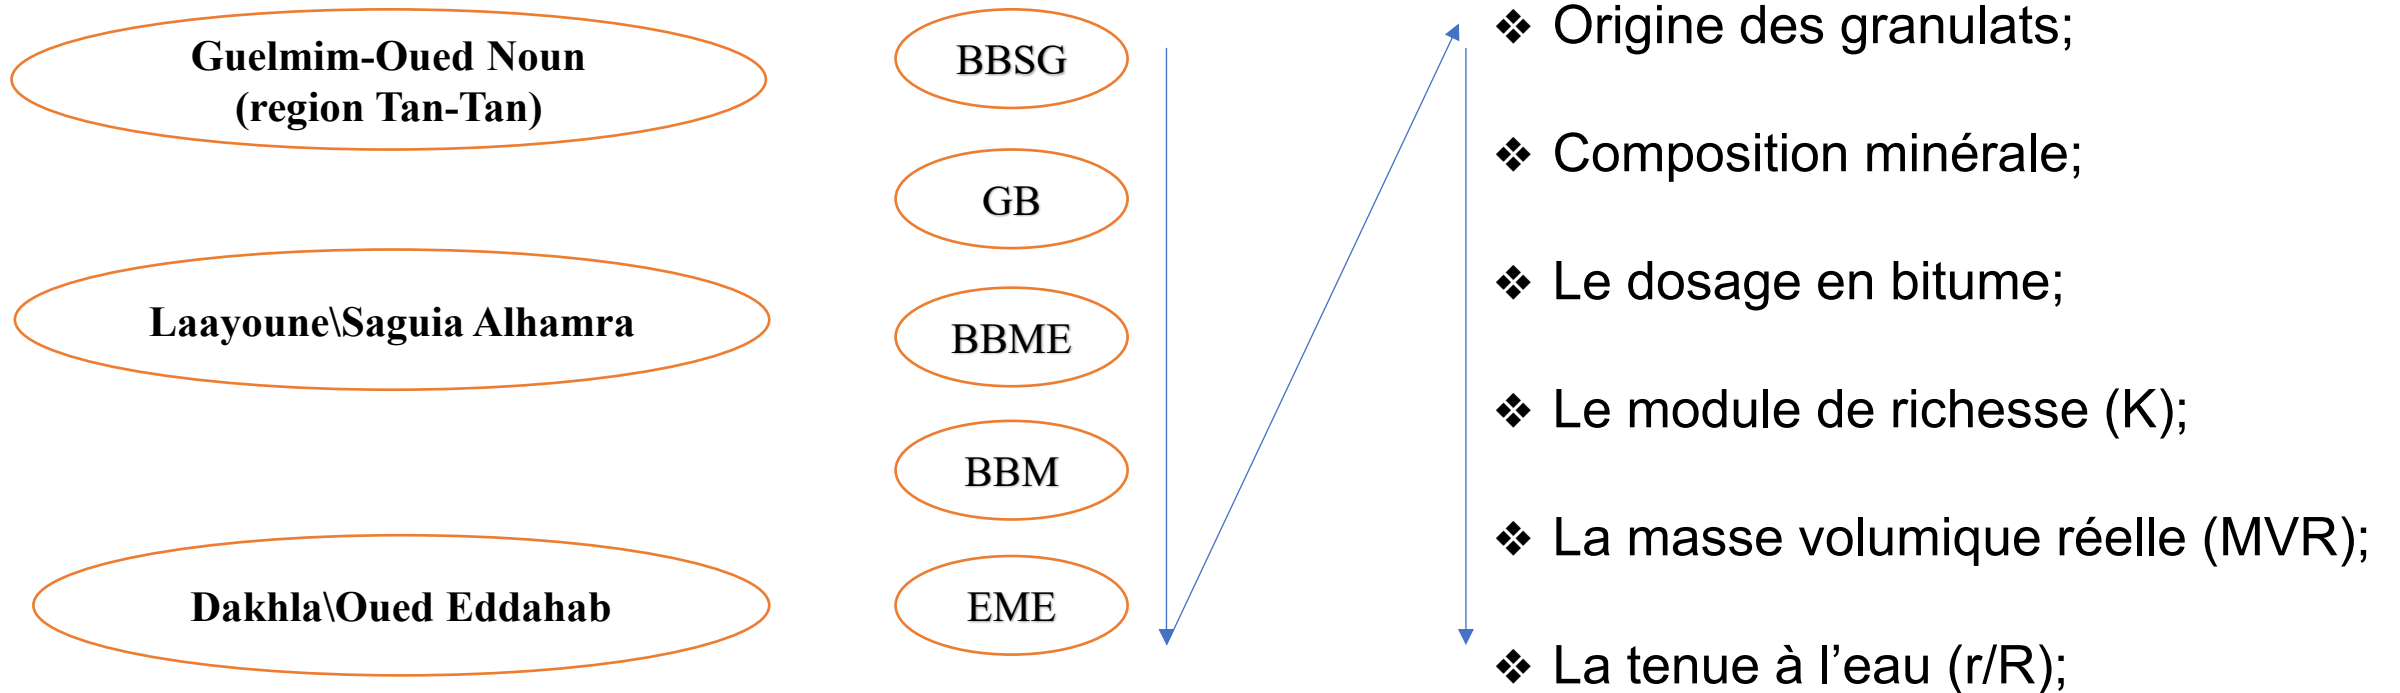 Guelmim-Oued Noun
(region Tan-Tan)
Laayoune\Saguia Alhamra
Dakhla\Oued Eddahab
BBSG
GB
BBME
BBM
EME
❖ Origine des granulats;
❖ Composition minérale;
❖ Le dosage en bitume;
❖ Le module de richesse (K);
❖ La masse volumique réelle (MVR);
❖ La tenue à l’eau (r/R);